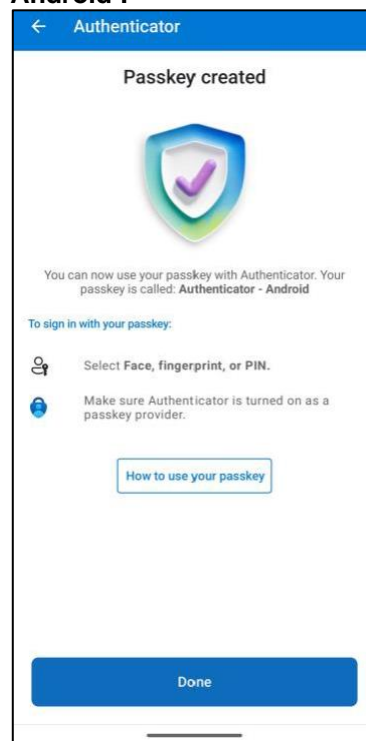 Authenticator
Passkey created
You can now use your passkey with Authenticator. Your
passkey is called: Authenticator - Android
To sign in with your passkey:
Select Face, fingerprint, or PIN.
Make sure Authenticator is turned on as a
passkey provider.
How to use your passkey
Done